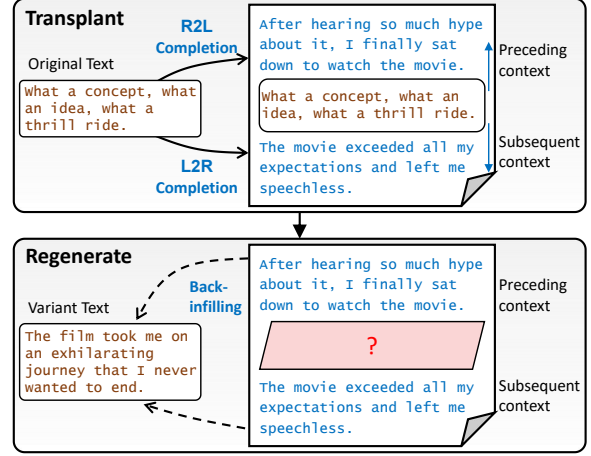 Transplant
R2L
Completion
Original Text
What a concept, what
an idea, what a
thrill ride.
L2R
Completion
After hearing so much hype
about it, I finally sat
down to watch the movie.
What a concept, what an
idea, what a thrill ride.
The movie exceeded all my
expectations and left me
speechless.
Preceding
context
Subsequent
context
Regenerate
Back-
infilling
Variant Text
The film took me on
an exhilarating
journey that I never
wanted to end.
After hearing so much hype
about it, I finally sat
down to watch the movie.
?
The movie exceeded all my
expectations and left me
speechless.
Preceding
context
Subsequent
context